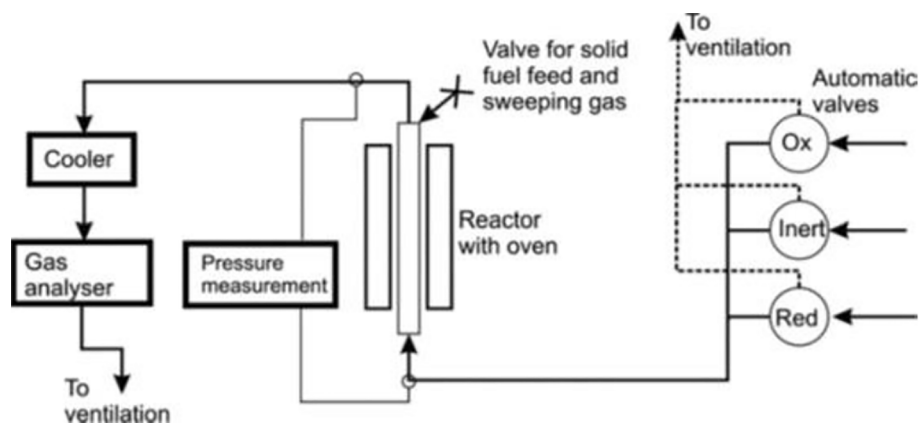 To
ventilation
Valve for solid
fuel feed and
sweeping gas
Automatic
valves
Cooler
Ox
Reactor
with oven
Inert
Gas
analyser
Pressure
measurement
Red
To
ventilation